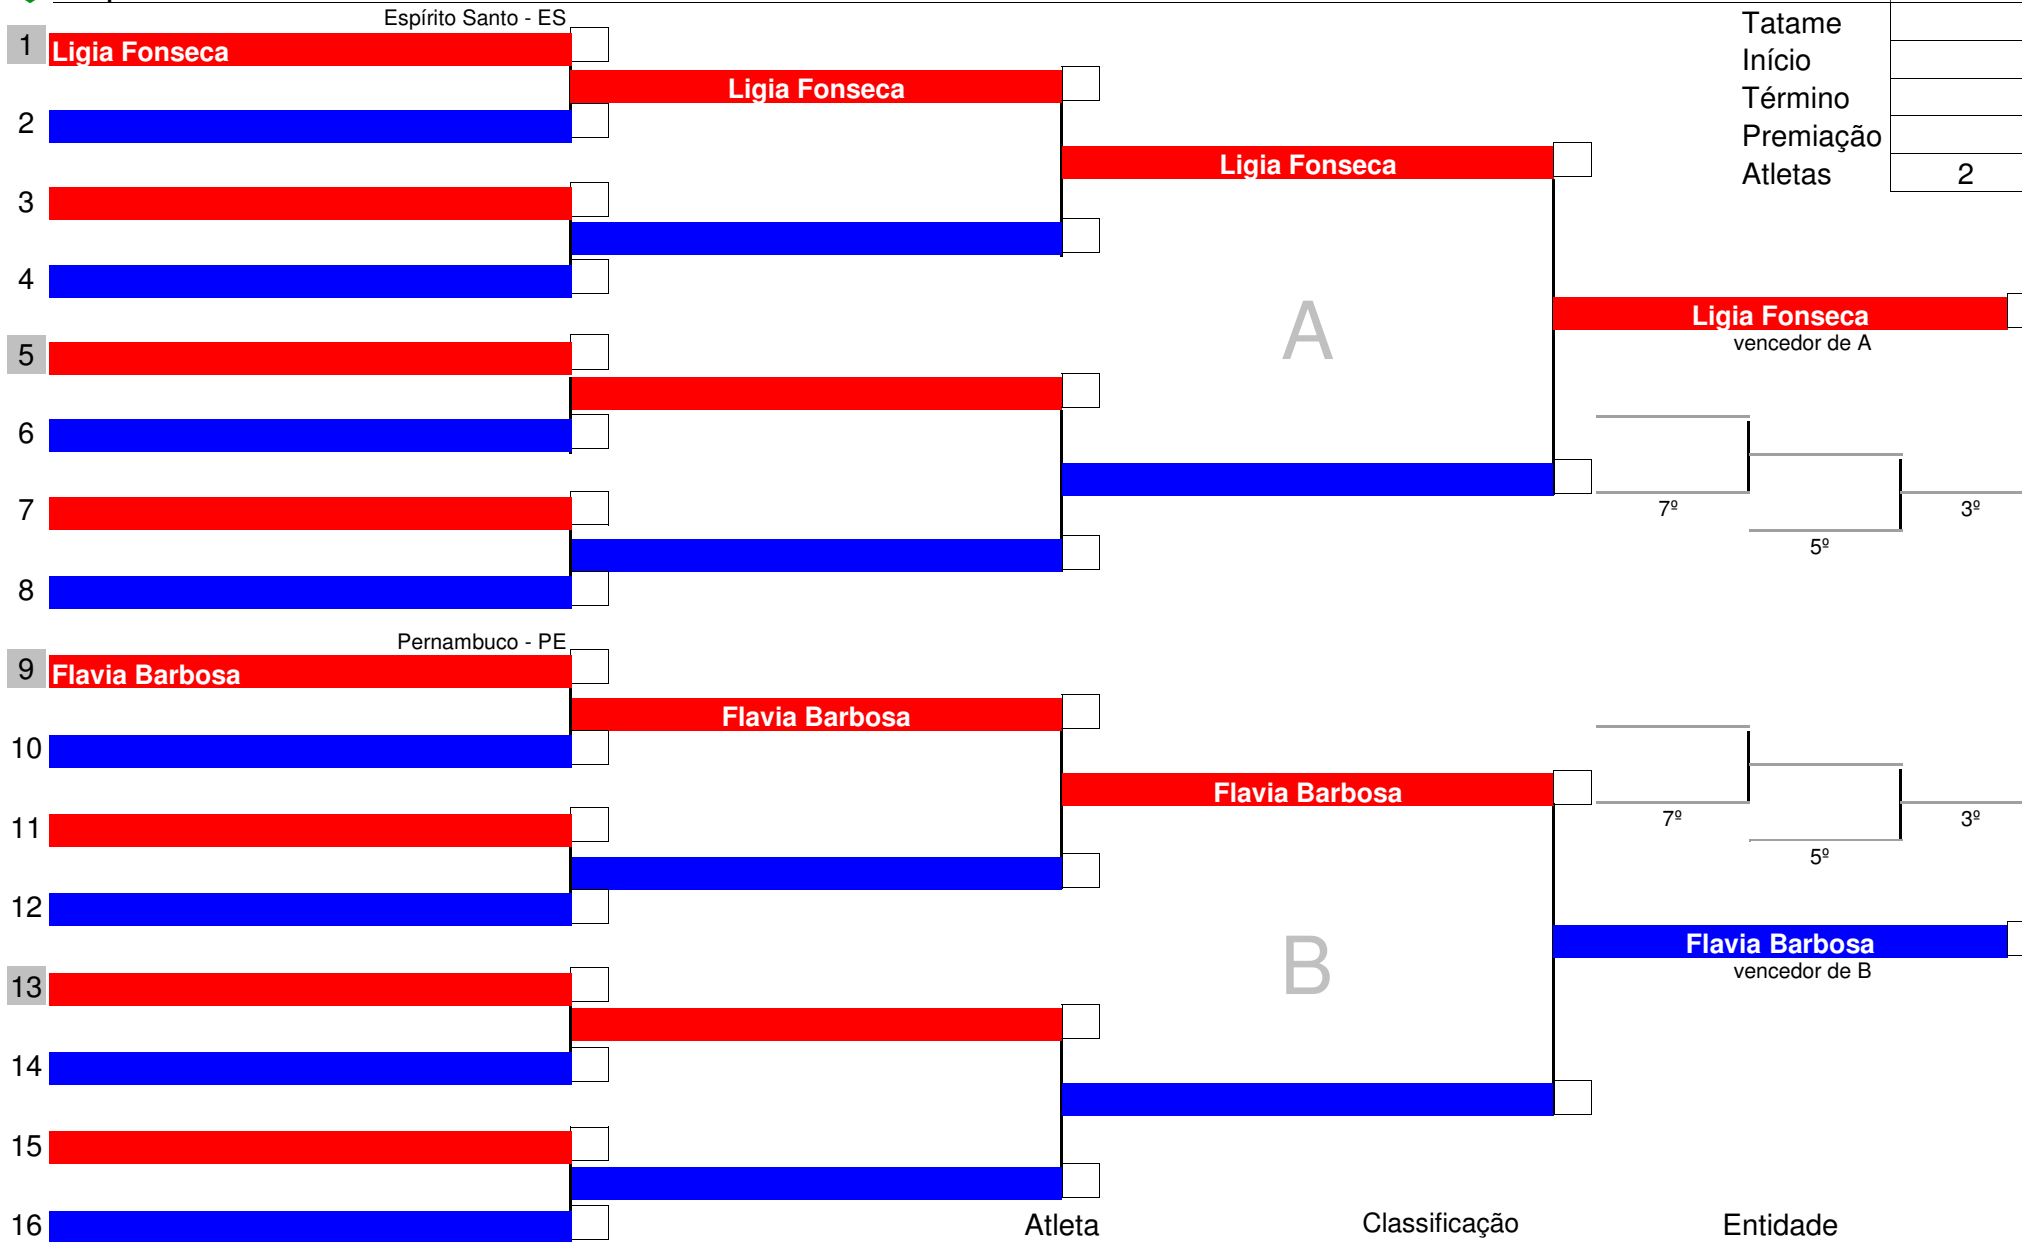 Espírito Santo - ES
Tatame
1 Ligia Fonseca
Início
Ligia Fonseca
Término
2
Premiação
Ligia Fonseca
Atletas 2
3
4
Ligia Fonseca
A
vencedor de A
5
6
7
7º 3º
5º
8
Pernambuco - PE
9 Flavia Barbosa
Flavia Barbosa
10
Flavia Barbosa
11
7º 3º
5º
12
Flavia Barbosa
B
vencedor de B
13
14
15
16
Atleta Classificação Entidade